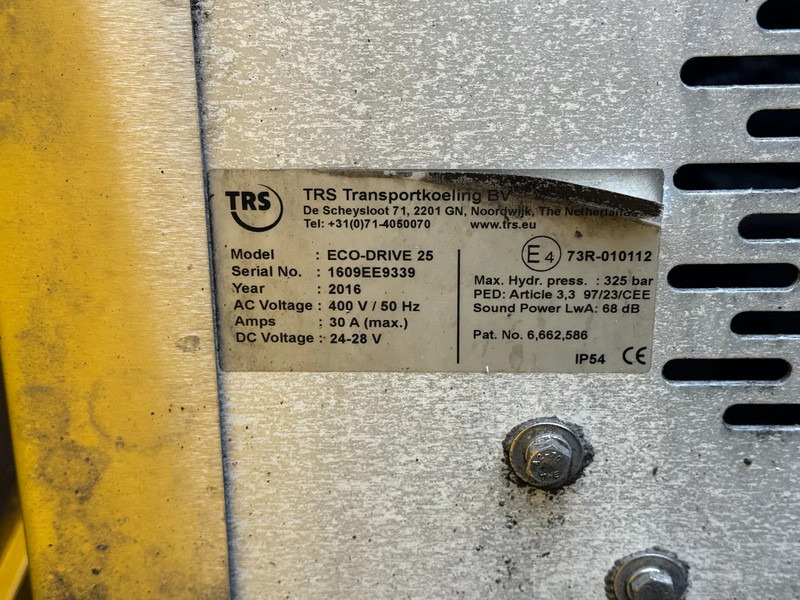 TRS
TRS Transportkoeling BV
De Scheysloot 71, 2201 GN, Noordwijk, The
Tel: +31(0)71-4050070 www.trs.eu
E4 73R-010112
Model : ECO-DRIVE 25
Serial No. : 1609EE9339
Year : 2016
AC Voltage : 400 V / 50 Hz
Amps : 30 A (max.)
DC Voltage : 24-28 V
Max. Hydr. press. : 325 bar
PED: Article 3,3 97/23/CEE
Sound Power LwA: 68 dB
Pat. No. 6,662,586
IP54 CE